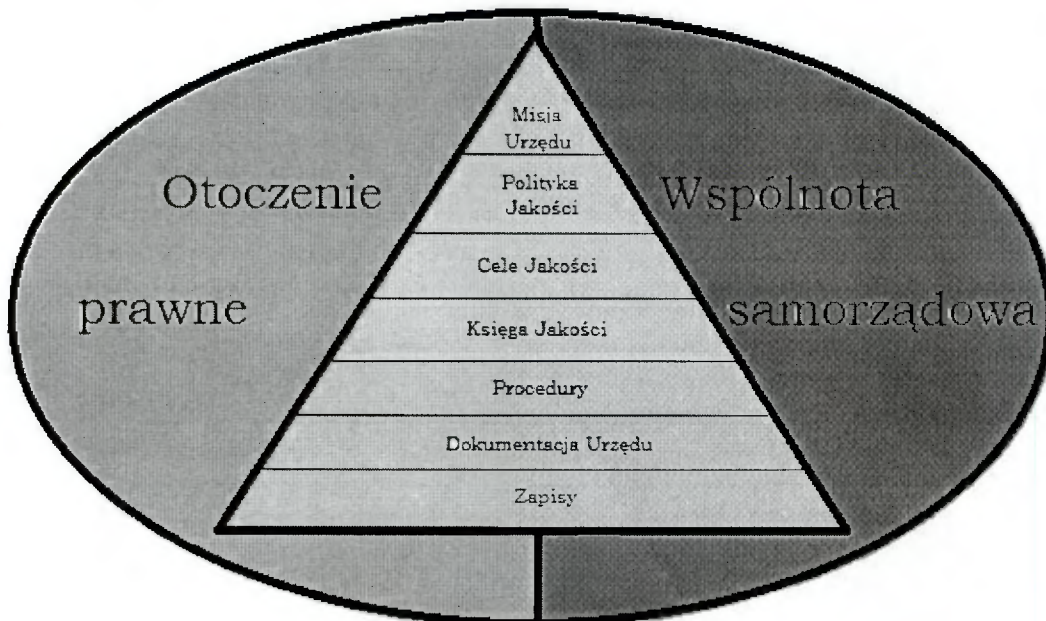 Misja
Urzędu
Otoczenie
prawne
Polityka
Jakości
Wspólnota
samorządowa
Cele Jakości
Księga Jakości
Procedury
Dokumentacja Urzędu
Zapisy